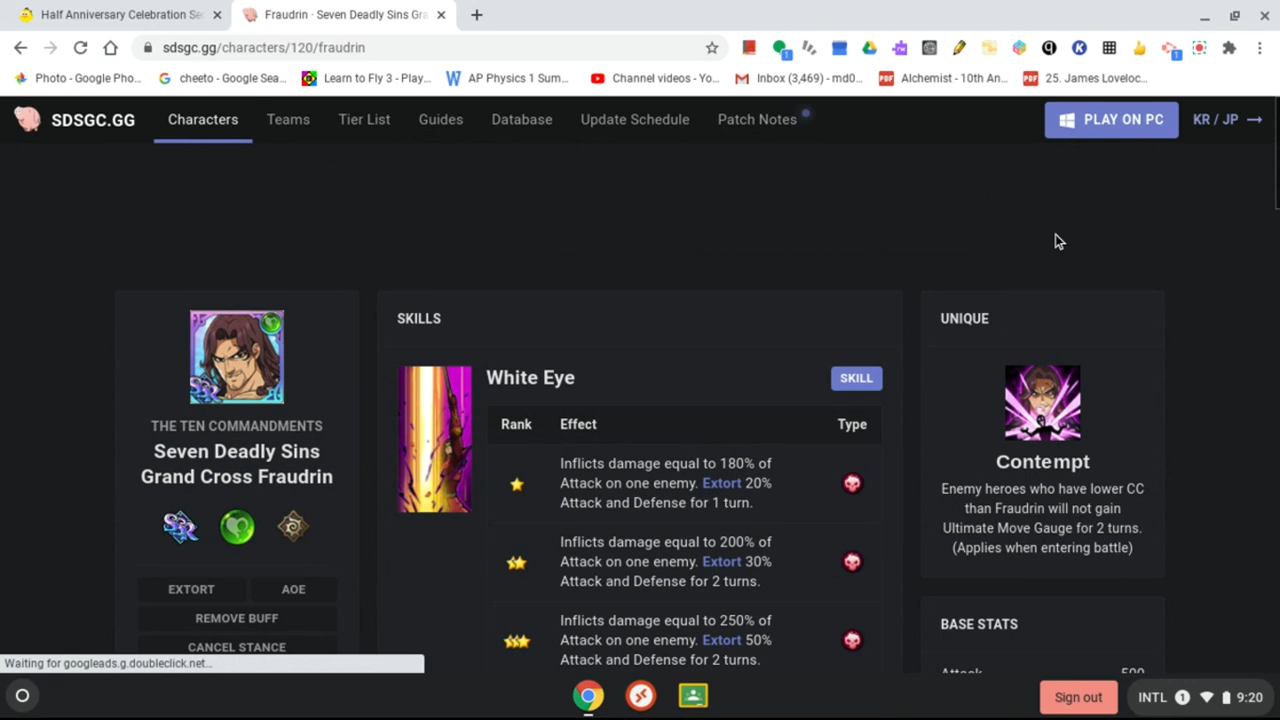 Half Anniversary Celebration Se
Fraudrin · Seven Deadly Sins Gra
sdsgc.gg/characters/120/fraudrin
Photo - Google Pho...
cheeto - Google Sea...
Learn to Fly 3 - Play...
AP Physics 1 Sum...
Channel videos - Yo...
Inbox (3,469) - md0...
Alchemist - 10th An...
25. James Loveloc...
SDSGC.GG
Characters
Teams
Tier List
Guides
Database
Update Schedule
Patch Notes
PLAY ON PC
KR / JP →
THE TEN COMMANDMENTS
Seven Deadly Sins
Grand Cross Fraudrin
EXTORT
AOE
REMOVE BUFF
CANCEL STANCE
SKILLS
White Eye
SKILL
Rank
Effect
Type
Inflicts damage equal to 180% of
Attack on one enemy. Extort 20%
Attack and Defense for 1 turn.
Inflicts damage equal to 200% of
Attack on one enemy. Extort 30%
Attack and Defense for 2 turns.
Inflicts damage equal to 250% of
Attack on one enemy. Extort 50%
Attack and Defense for 2 turns.
UNIQUE
Contempt
Enemy heroes who have lower CC
than Fraudrin will not gain
Ultimate Move Gauge for 2 turns.
(Applies when entering battle)
BASE STATS
Attack
Waiting for googleads.g.doubleclick.net...
Sign out
INTL
1
9:20